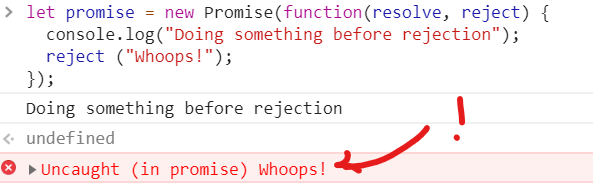 let promise = new Promise(function(resolve, reject) {
  console.log("Doing something before rejection");
  reject ("Whoops!");
});
Doing something before rejection
undefined
Uncaught (in promise) Whoops!
!